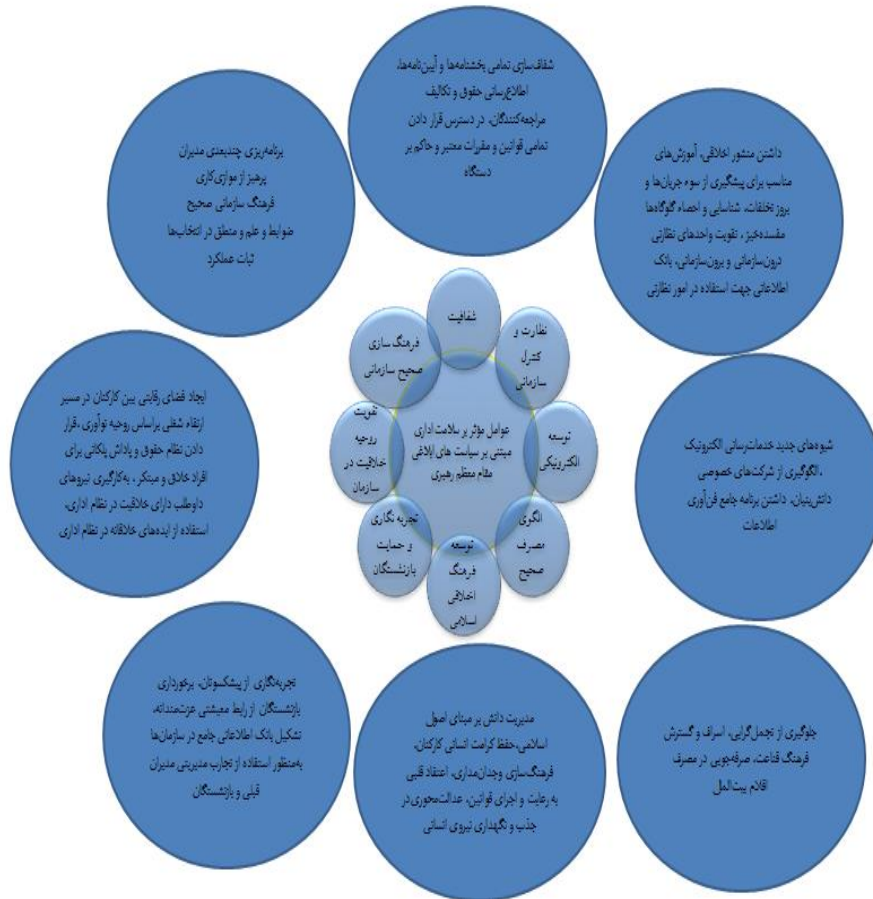 شفاف‌سازی تمامی بخشنامه‌ها و آیین‌نامه‌ها،
اطلاع‌رسانی حقوق و تکالیف
مراجعه‌کنندگان، در دسترس قرار دادن
تمامی قوانین و مقررات معتبر و حاکم بر
دستگاه
داشتن منشور اخلاقی، آموزش‌های
مناسب برای پیشگیری از سوء جریان‌ها و
بروز تخلفات، شناسایی و احصاء گلوگاه‌ها
مفسده‌خیز ، تقویت واحدهای نظارتی
درون‌سازمانی و برون‌سازمانی، بانک
اطلاعاتی جهت استفاده در امور نظارتی
برنامه‌ریزی چندبعدی مدیران
پرهیز از موازی‌کاری
فرهنگ سازمانی صحیح
ضوابط و علم و منطق در انتخاب‌ها
ثبات عملکرد
شفافیت
نظارت و
کنترل
سازمانی
فرهنگ سازی
صحیح سازمانی
توسعه
الکترونیکی
عوامل مؤثر بر سلامت اداری
مبتنی بر سیاست های ابلاغی
مقام معظم رهبری
تقویت
روحیه
خلاقیت در
سازمان
الگوی
مصرف
صحیح
تجربه نگاری
و حمایت
بازنشستگان
توسعه
فرهنگ
اخلاقی
اسلامی
شیوه‌های جدید خدمات‌رسانی الکترونیک
، الگوگیری از شرکت‌های خصوصی
دانش‌بنیان، داشتن برنامه جامع فن‌آوری
اطلاعات
ایجاد فضای رقابتی بین کارکنان در مسیر
ارتقاء شغلی براساس روحیه نوآوری ،قرار
دادن نظام حقوق و پاداش پلکانی برای
افراد خلاق و مبتکر ، به‌کارگیری نیروهای
داوطلب دارای خلاقیت در نظام اداری،
استفاده از ایده‌های خلاقانه در نظام اداری
جلوگیری از تجمل‌گرایی، اسراف و گسترش
فرهنگ قناعت، صرفه‌جویی در مصرف
اقلام بیت‌المال
مدیریت دانش بر مبنای اصول
اسلامی،حفظ کرامت انسانی کارکنان،
فرهنگ‌سازی وجدان‌مداری، اعتقاد قلبی
به رعایت و اجرای قوانین، عدالت‌محوری در
جذب و نگهداری نیروی انسانی
تجربه‌نگاری از پیشکسوتان، برخورداری
بازنشستگان از رابط معیشتی عزت‌مندانه،
تشکیل بانک اطلاعاتی جامع در سازمان‌ها
به‌منظور استفاده از تجارب مدیریتی مدیران
قبلی و بازنشستگان